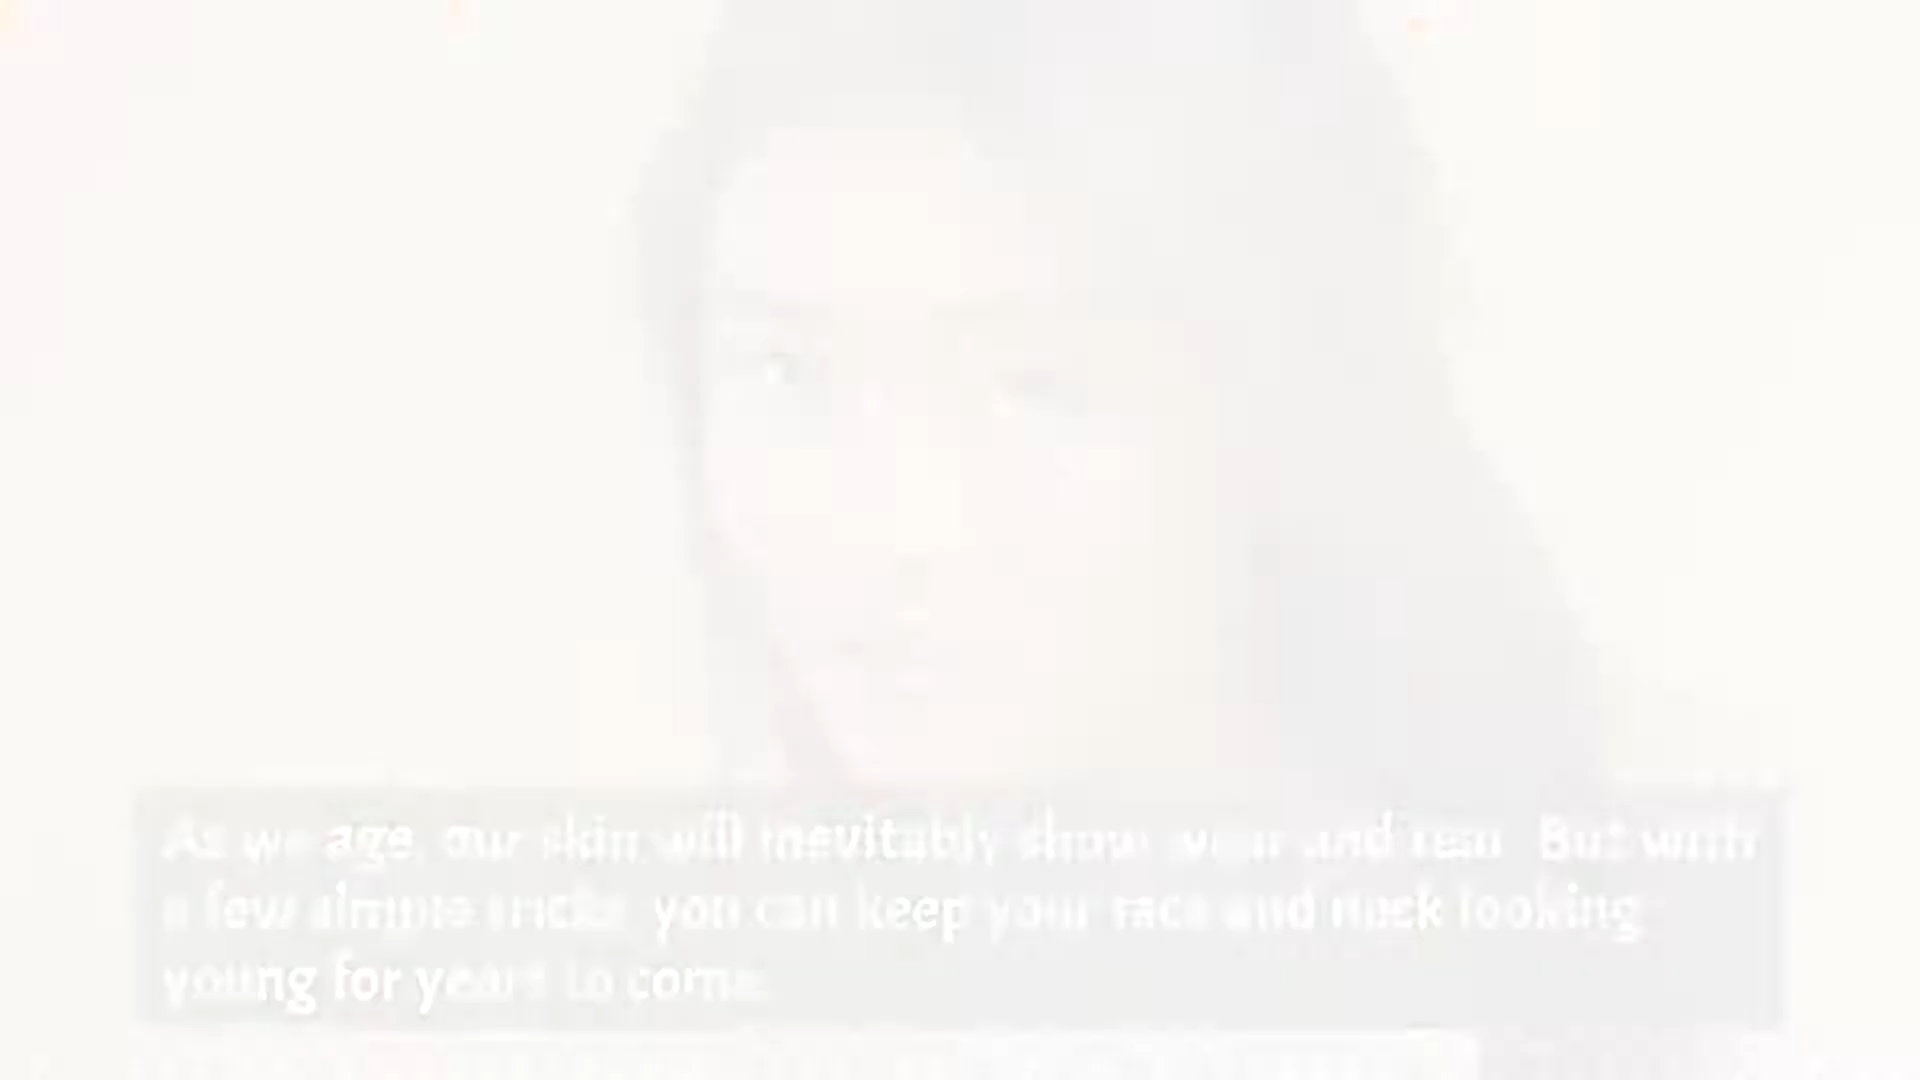 As we age, our skin will inevitably show wear and tear. But with
a few simple tricks, you can keep your face and neck looking
young for years to come.